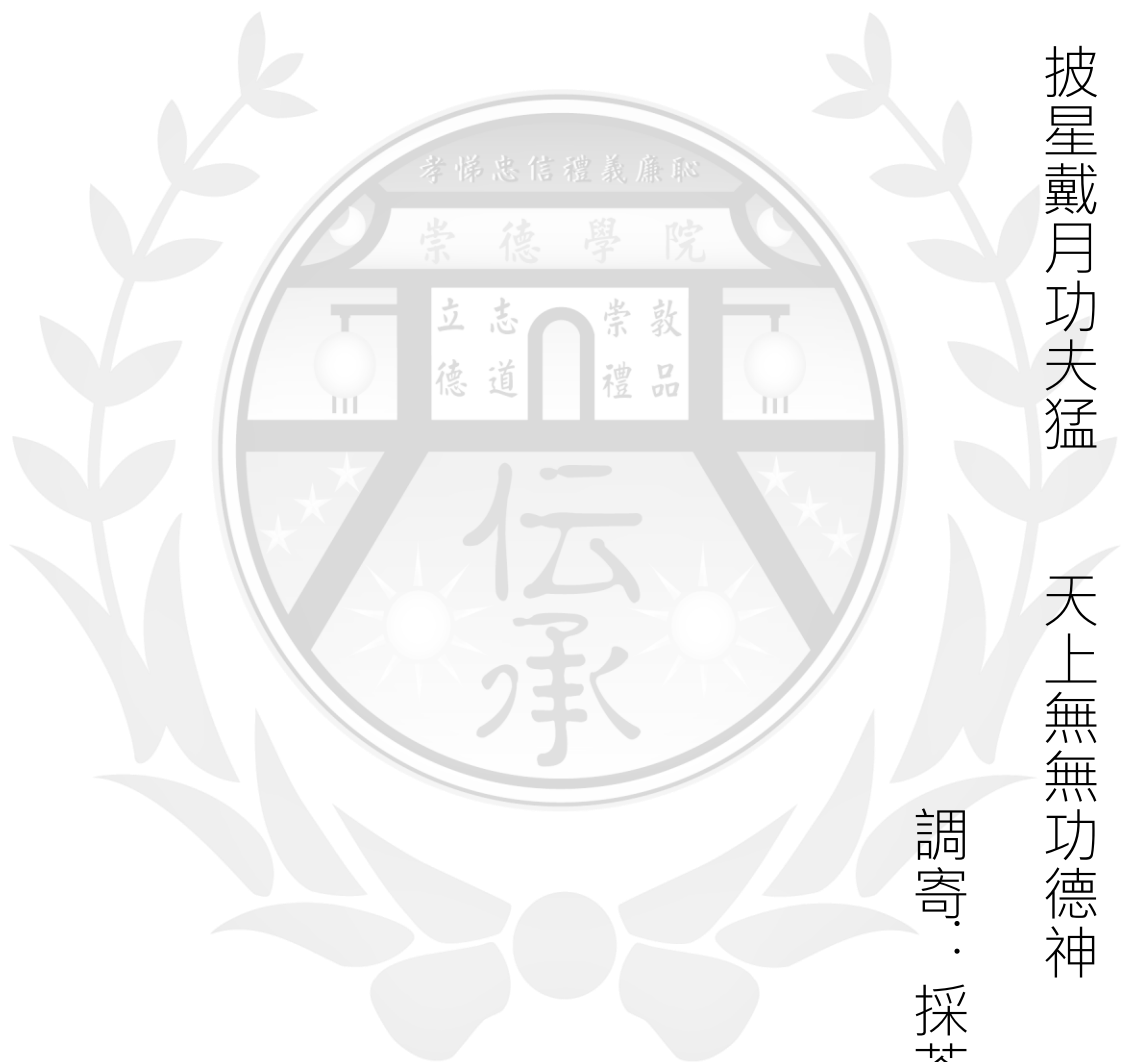 披星戴月功夫猛　天上無無功德神
調寄：採
孝悌忠信禮義廉恥
崇德學院
立志崇敦
德道禮品
伝承